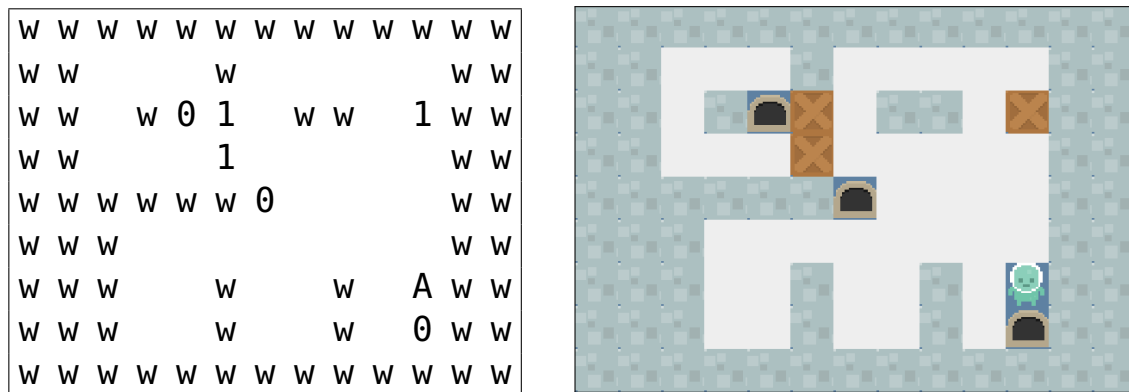 w w w w w w w w w w w w w
w w       w           w w
w w   w 0 1   w w   1 w w
w w       1           w w
w w w w w w 0         w w
w w w                 w w
w w w     w     w   A w w
w w w     w     w   0 w w
w w w w w w w w w w w w w